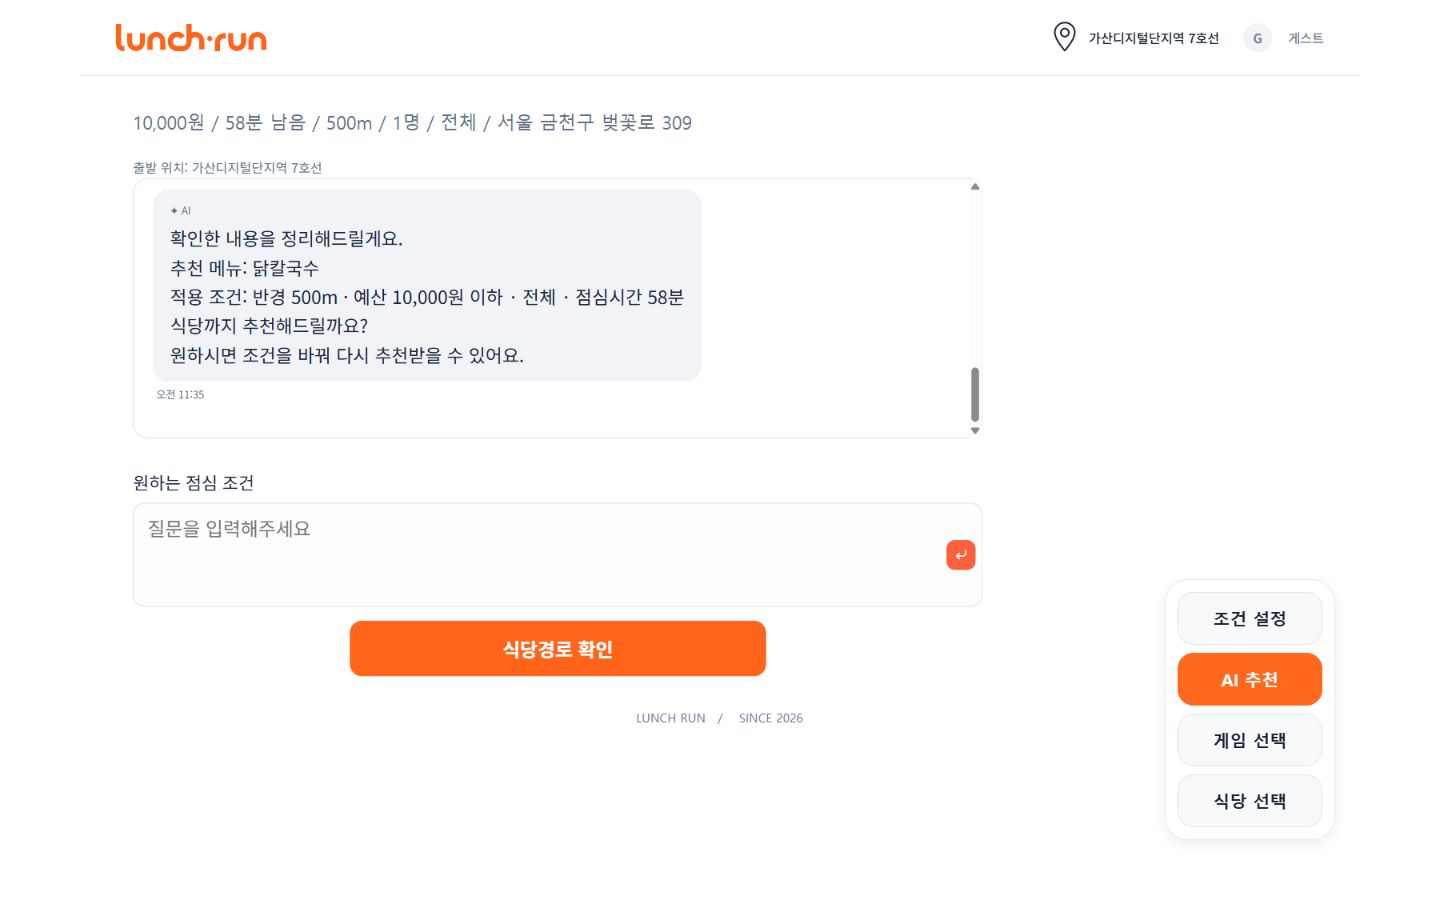 lunch·run
가산디지털단지역 7호선
G
게스트
10,000원 / 58분 남음 / 500m / 1명 / 전체 / 서울 금천구 벚꽃로 309
출발 위치: 가산디지털단지역 7호선
✦ AI
확인한 내용을 정리해드릴게요.
추천 메뉴: 닭칼국수
적용 조건: 반경 500m · 예산 10,000원 이하 · 전체 · 점심시간 58분
식당까지 추천해드릴까요?
원하시면 조건을 바꿔 다시 추천받을 수 있어요.
오전 11:35
원하는 점심 조건
질문을 입력해주세요
식당경로 확인
조건 설정
AI 추천
게임 선택
식당 선택
LUNCH RUN / SINCE 2026